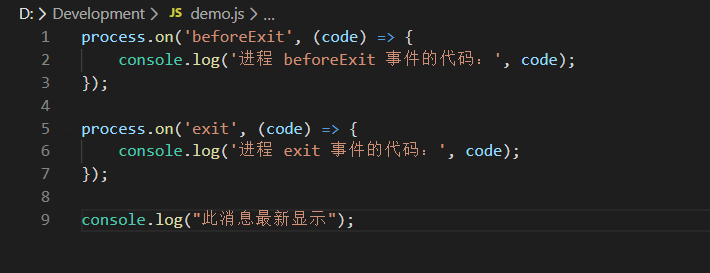 D: > Development > JS demo.js > ...
1 process.on('beforeExit', (code) => {
2     console.log('进程 beforeExit 事件的代码：', code);
3 });
4
5 process.on('exit', (code) => {
6     console.log('进程 exit 事件的代码：', code);
7 });
8
9 console.log("此消息最新显示");